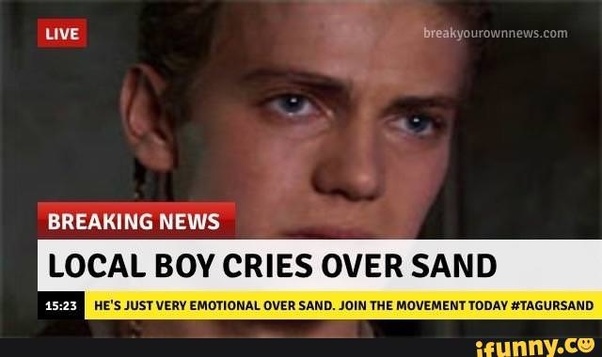 LIVE
breakyourownnews.com
BREAKING NEWS
LOCAL BOY CRIES OVER SAND
15:23 HE'S JUST VERY EMOTIONAL OVER SAND. JOIN THE MOVEMENT TODAY #TAGURSAND
ifunny.co